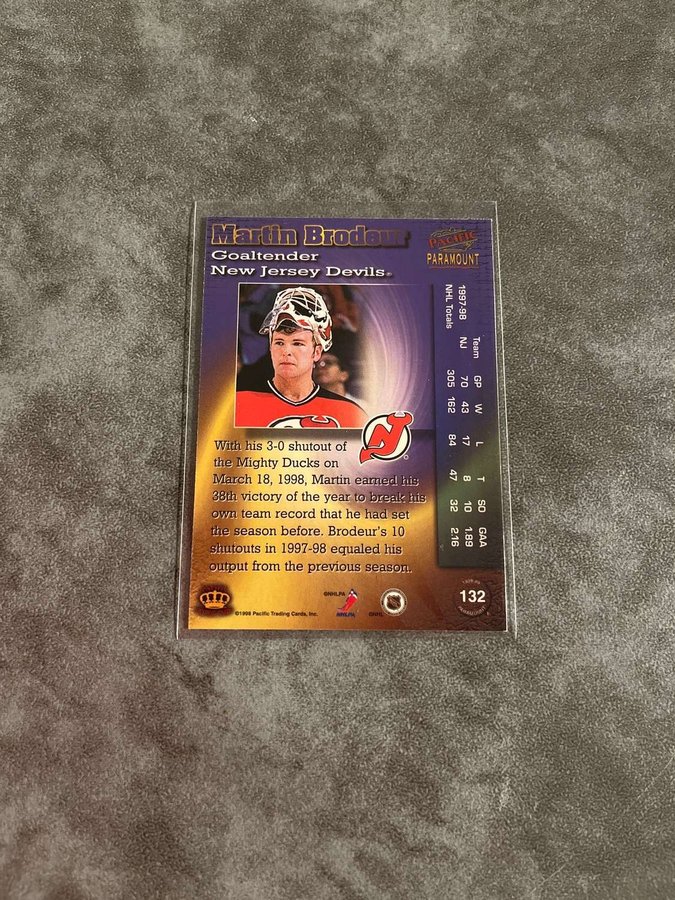 Martin Brodeur
Goaltender
New Jersey Devils®
PACIFIC
PARAMOUNT
Team GP W L T SO GAA
1997-98 NJ 70 43 17 8 10 1.89
NHL Totals 305 162 84 47 32 2.16
NJ
With his 3-0 shutout of
the Mighty Ducks on
March 18, 1998, Martin earned his
38th victory of the year to break his
own team record that he had set
the season before. Brodeur's 10
shutouts in 1997-98 equaled his
output from the previous season.
©1998 Pacific Trading Cards, Inc.
©NHLPA
NHLPA
©NHL
132